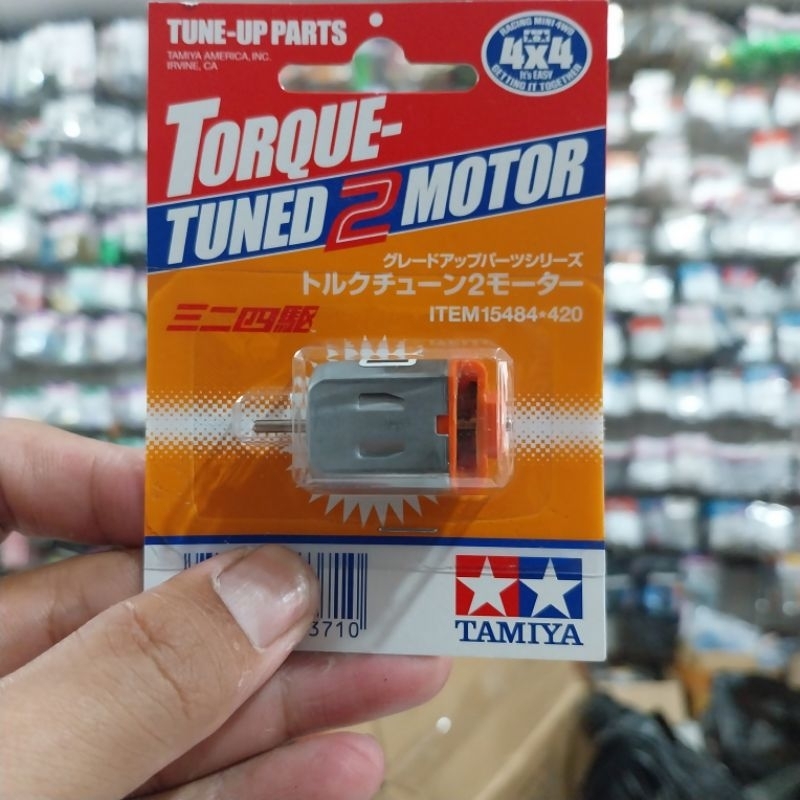 TUNE-UP PARTS
TAMIYA AMERICA, INC.
IRVINE, CA
RACING MINI 4WD
4x4
It's EASY
GETTING IT TOGETHER
TORQUE-
TUNED 2 MOTOR
グレードアップパーツシリーズ
トルクチューン2モーター
ミニ四駆
ITEM 15484★420
3710
TAMIYA